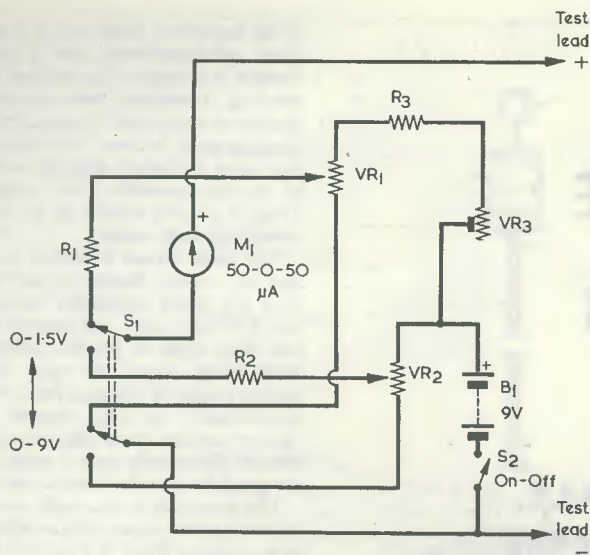 Test
lead
+
R3
VR1
VR3
+
M1
50-0-50
µA
R1
S1
0-1·5V
R2
VR2
+
B1
9V
0-9V
S2
On-Off
Test
lead
−